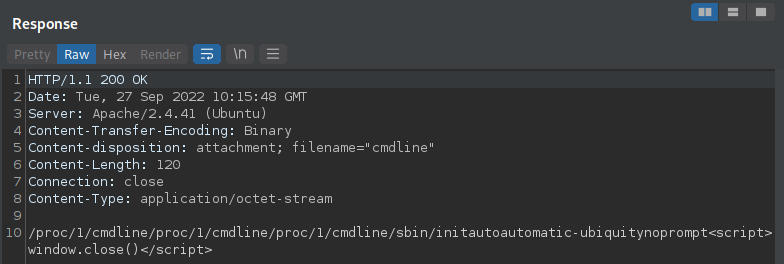 Response
Pretty Raw Hex Render \n
1 HTTP/1.1 200 OK
2 Date: Tue, 27 Sep 2022 10:15:48 GMT
3 Server: Apache/2.4.41 (Ubuntu)
4 Content-Transfer-Encoding: Binary
5 Content-disposition: attachment; filename="cmdline"
6 Content-Length: 120
7 Connection: close
8 Content-Type: application/octet-stream
9
10 /proc/1/cmdline/proc/1/cmdline/proc/1/cmdline/sbin/initautoautomatic-ubiquitynoprompt<script>
window.close()</script>